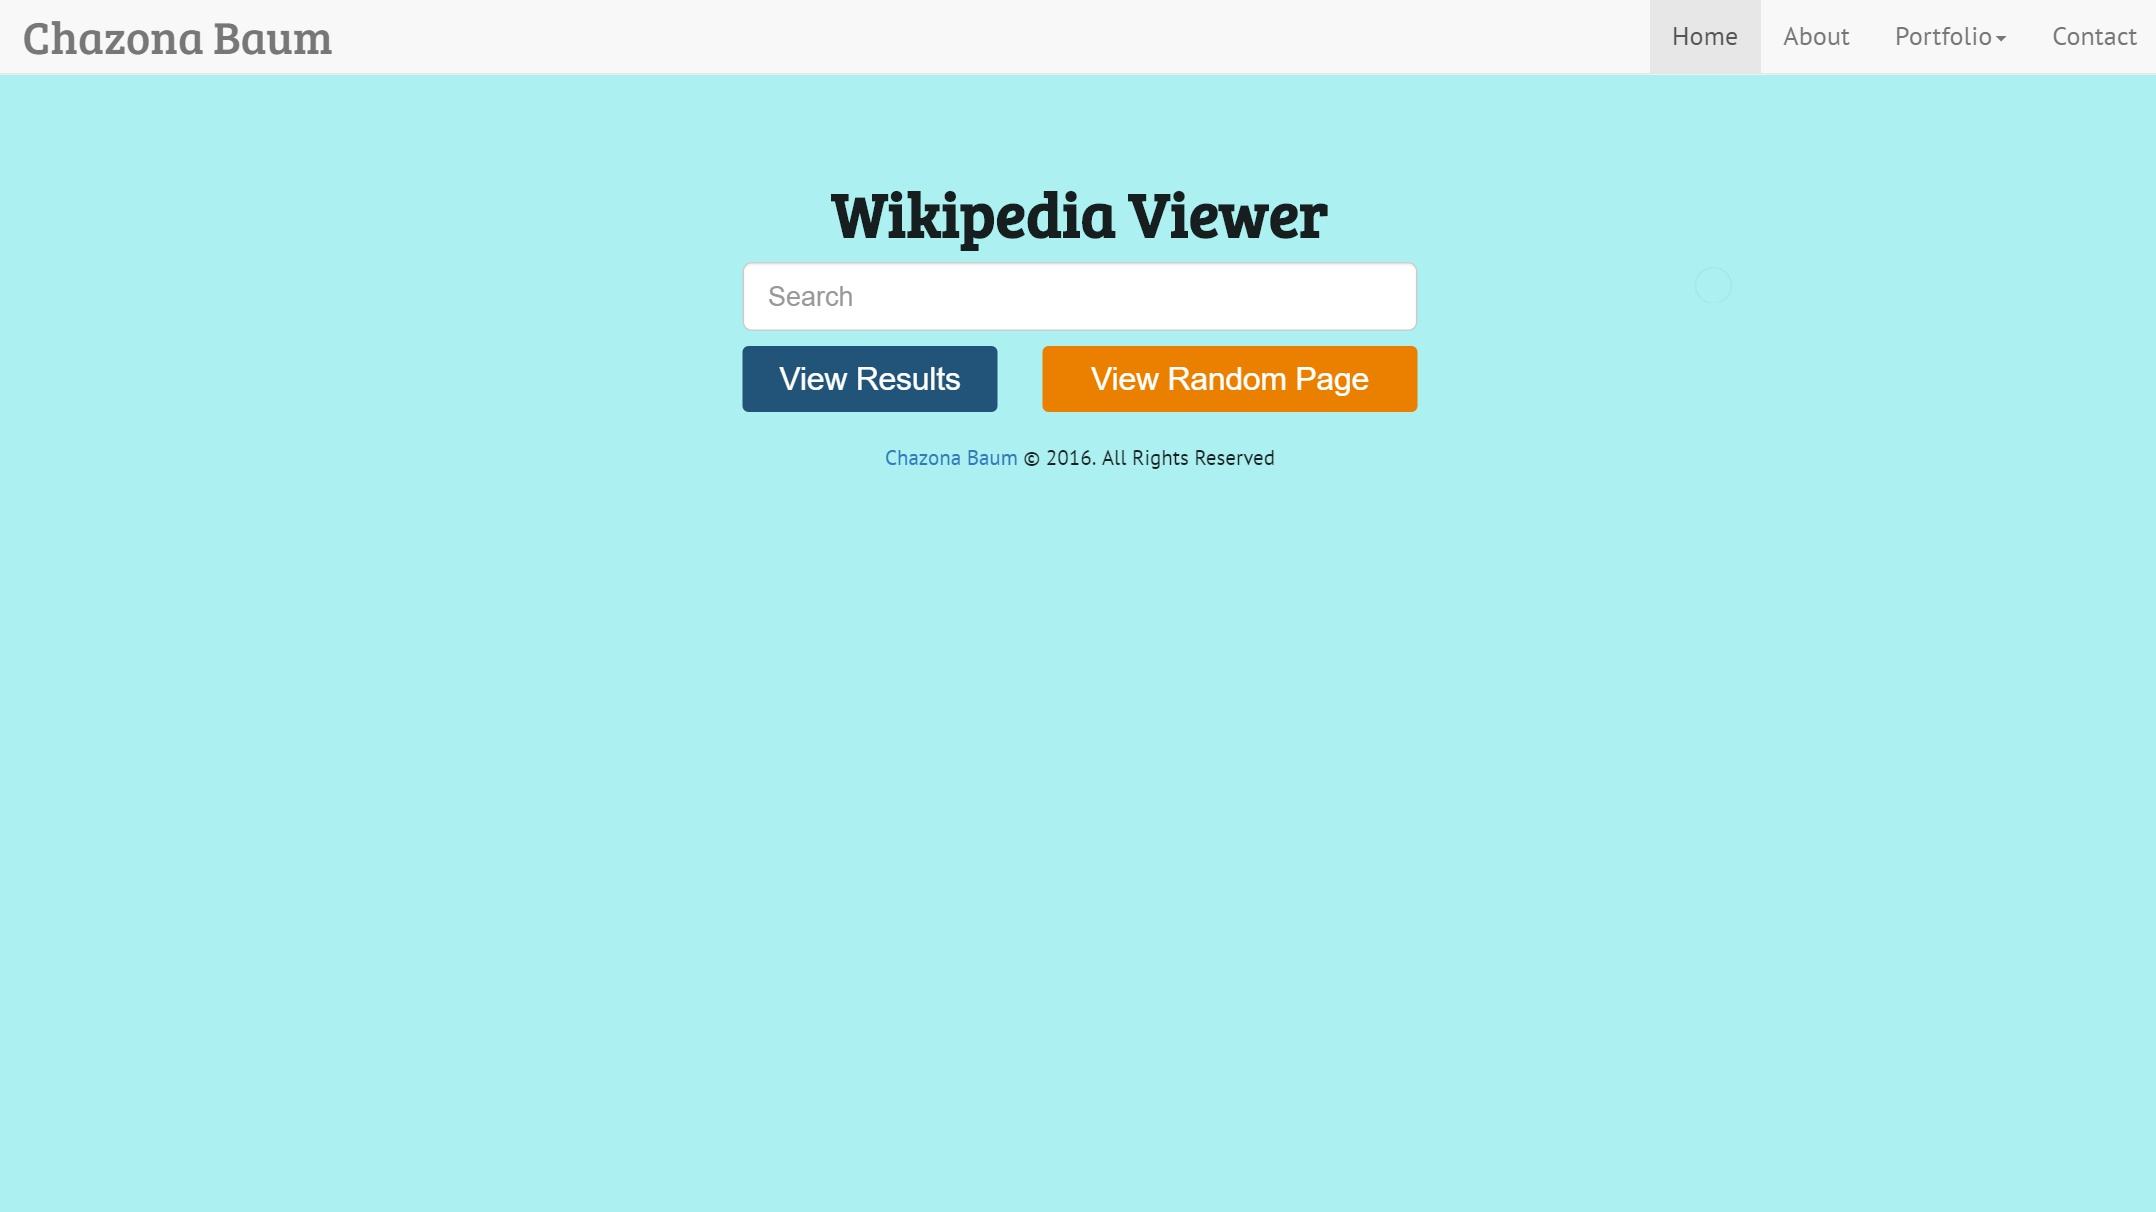 Chazona Baum
Home About Portfolio Contact
Wikipedia Viewer
Search
View Results View Random Page
Chazona Baum © 2016. All Rights Reserved